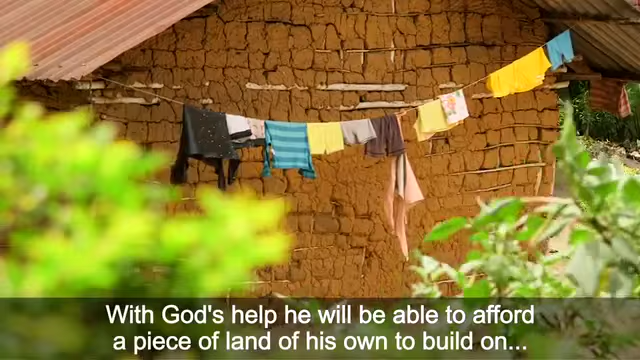 With God's help he will be able to afford
a piece of land of his own to build on...